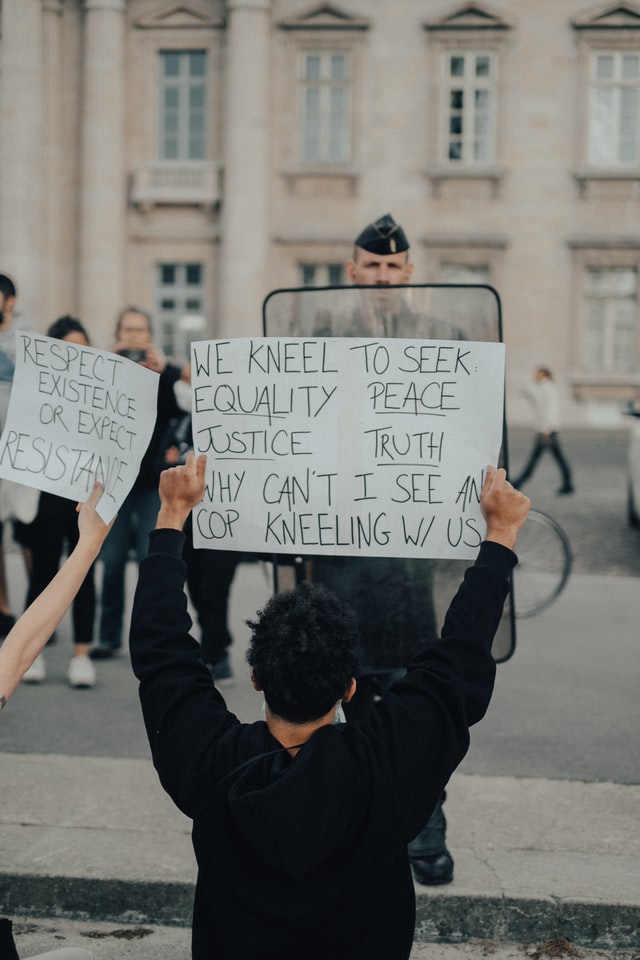 RESPECT
EXISTENCE
OR EXPECT
RESISTANCE
WE KNEEL TO SEEK:
EQUALITY PEACE
JUSTICE TRUTH
WHY CAN'T I SEE AN
COP KNEELING W/ US